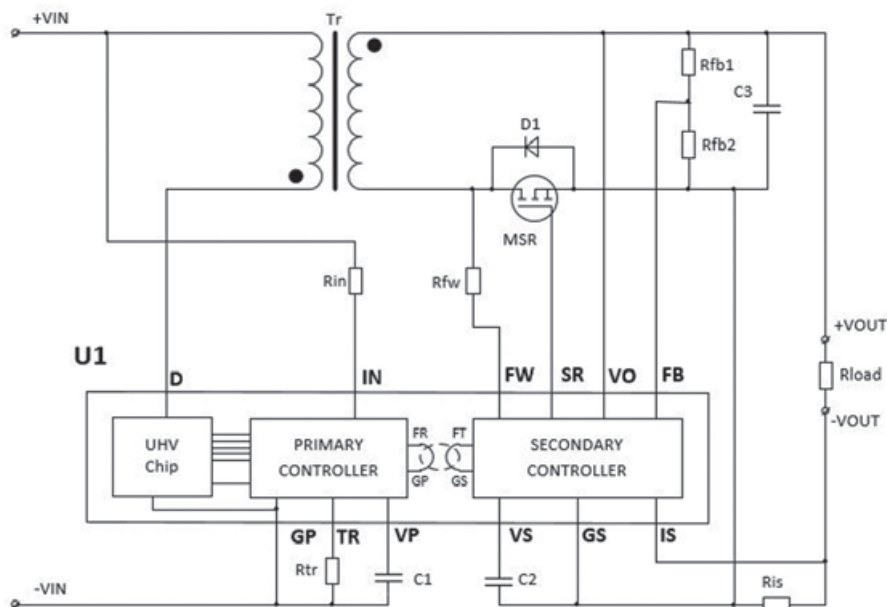 +VIN
Tr
Rfb1
C3
D1
Rfb2
MSR
Rin
Rfw
+VOUT
U1
D
IN
FW
SR
VO
FB
Rload
-VOUT
UHV
Chip
PRIMARY
CONTROLLER
FR
FT
GP
GS
SECONDARY
CONTROLLER
GP
TR
VP
VS
GS
IS
Rtr
C1
C2
Ris
-VIN